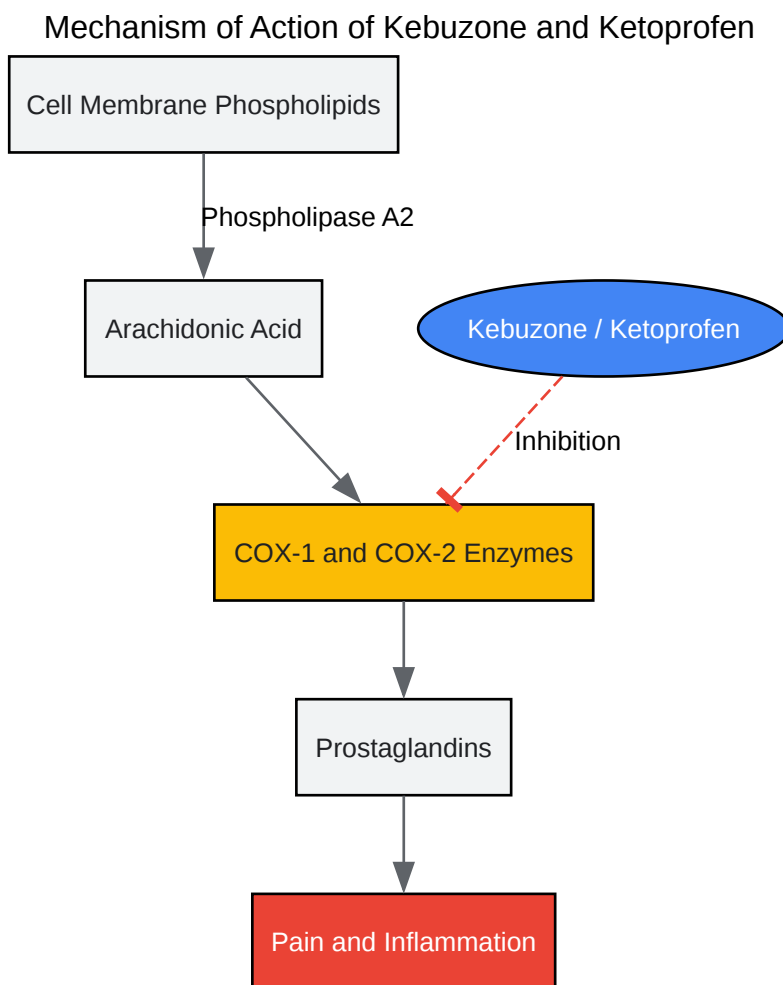 Mechanism of Action of Kebuzone and Ketoprofen
Cell Membrane Phospholipids
Phospholipase A2
Arachidonic Acid
Kebuzone / Ketoprofen
Inhibition
COX-1 and COX-2 Enzymes
Prostaglandins
Pain and Inflammation